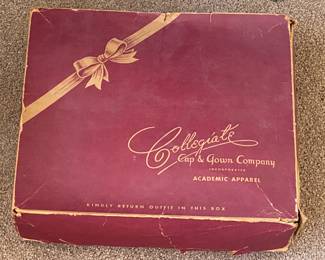 Collegiate
Cap & Gown Company
INCORPORATED
ACADEMIC APPAREL
KINDLY RETURN OUTFIT IN THIS BOX